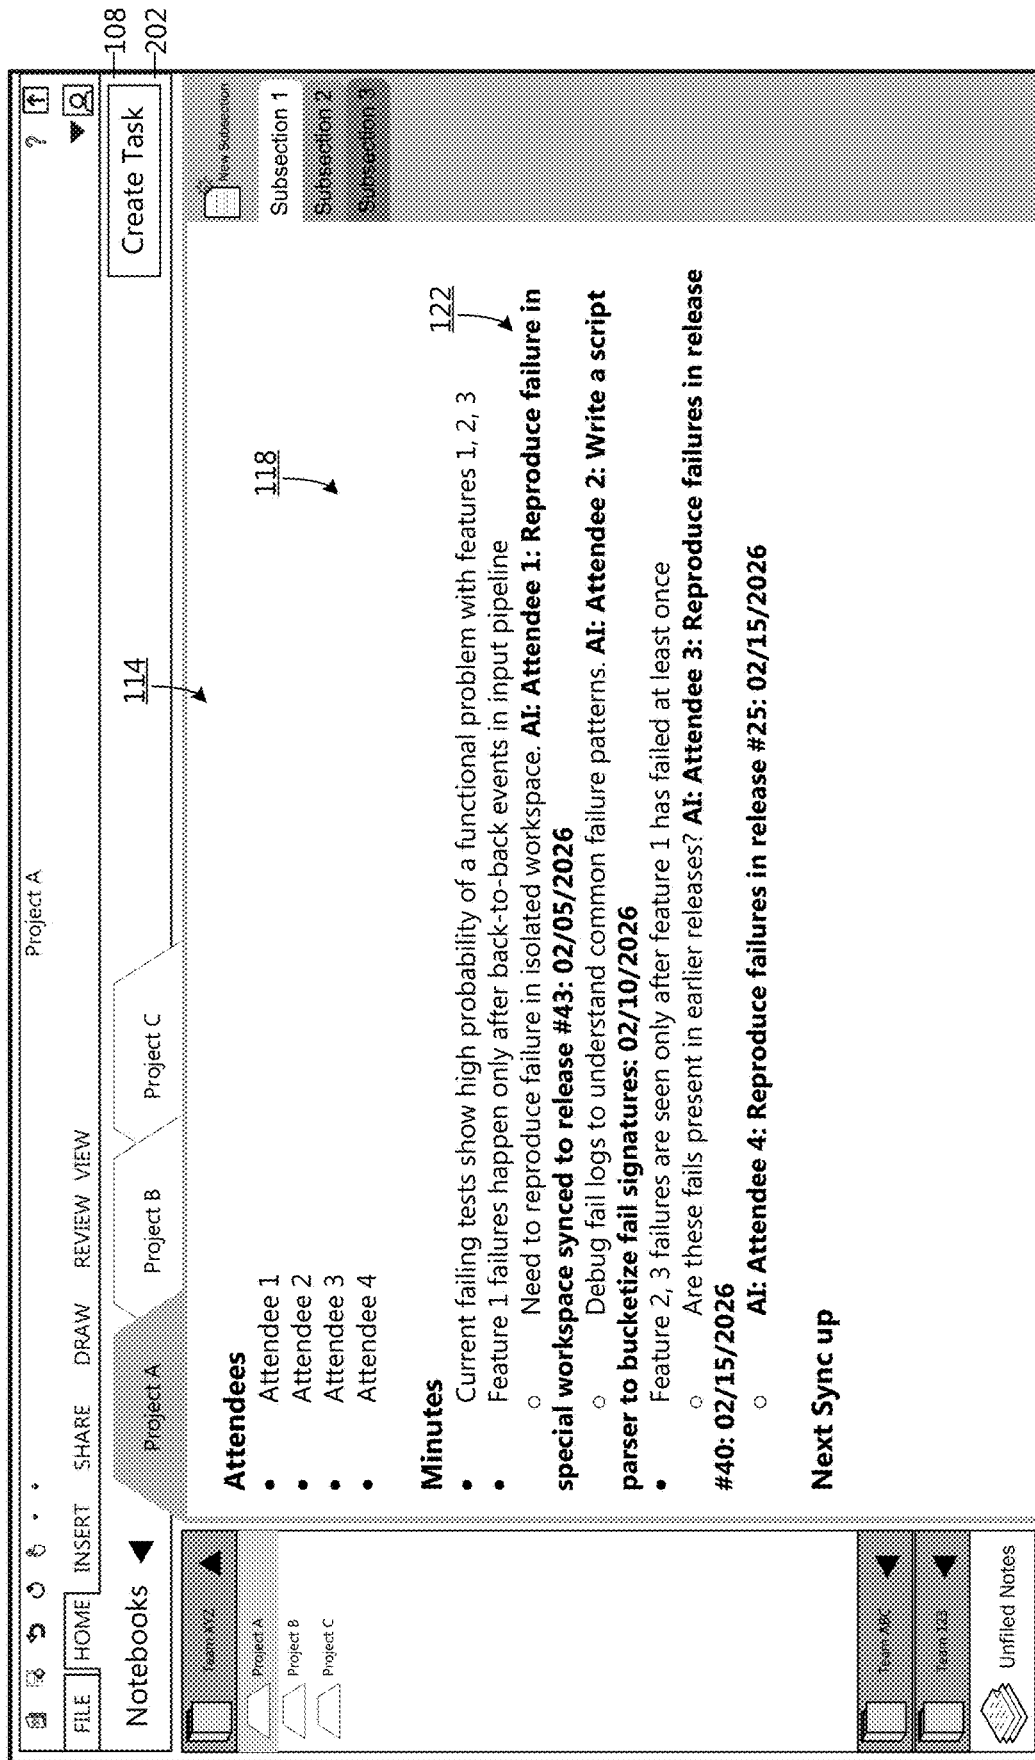 Project A
?
FILE HOME INSERT SHARE DRAW REVIEW VIEW
Notebooks
Project A
Project B
Project C
Create Task
108
202
114
118
122
Team XYZ
Project A
Project B
Project C
Team ABC
Team 123
Unfiled Notes
Attendees
• Attendee 1
• Attendee 2
• Attendee 3
• Attendee 4
Minutes
• Current failing tests show high probability of a functional problem with features 1, 2, 3
• Feature 1 failures happen only after back-to-back events in input pipeline
○ Need to reproduce failure in isolated workspace. AI: Attendee 1: Reproduce failure in
special workspace synced to release #43: 02/05/2026
○ Debug fail logs to understand common failure patterns. AI: Attendee 2: Write a script
parser to bucketize fail signatures: 02/10/2026
• Feature 2, 3 failures are seen only after feature 1 has failed at least once
○ Are these fails present in earlier releases? AI: Attendee 3: Reproduce failures in release
#40: 02/15/2026
○ AI: Attendee 4: Reproduce failures in release #25: 02/15/2026
Next Sync up
New Subsection
Subsection 1
Subsection 2
Subsection 3